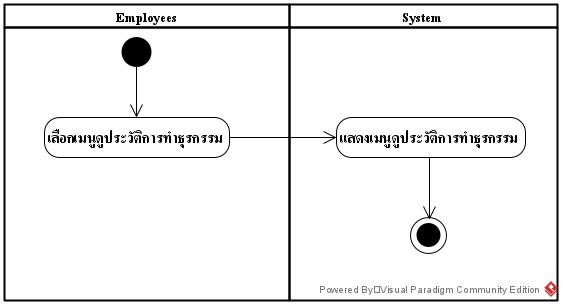 Employees
System
เลือกเมนูดูประวัติการทำธุรกรรม
แสดงเมนูดูประวัติการทำธุรกรรม
Powered By□Visual Paradigm Community Edition